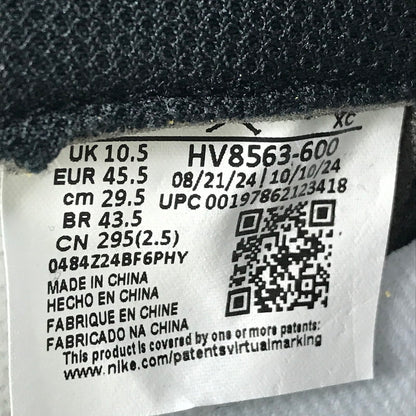 XC
UK 10.5 HV8563-600
EUR 45.5 08/21/24 | 10/10/24
cm 29.5 UPC 00197862123418
BR 43.5
CN 295(2.5)
0484Z24BF6PHY
MADE IN CHINA
HECHO EN CHINA
FABRIQUE EN CHINE
FABRICADO NA CHINA
This product is covered by one or more patents:
www.nike.com/patentsvirtualmarking